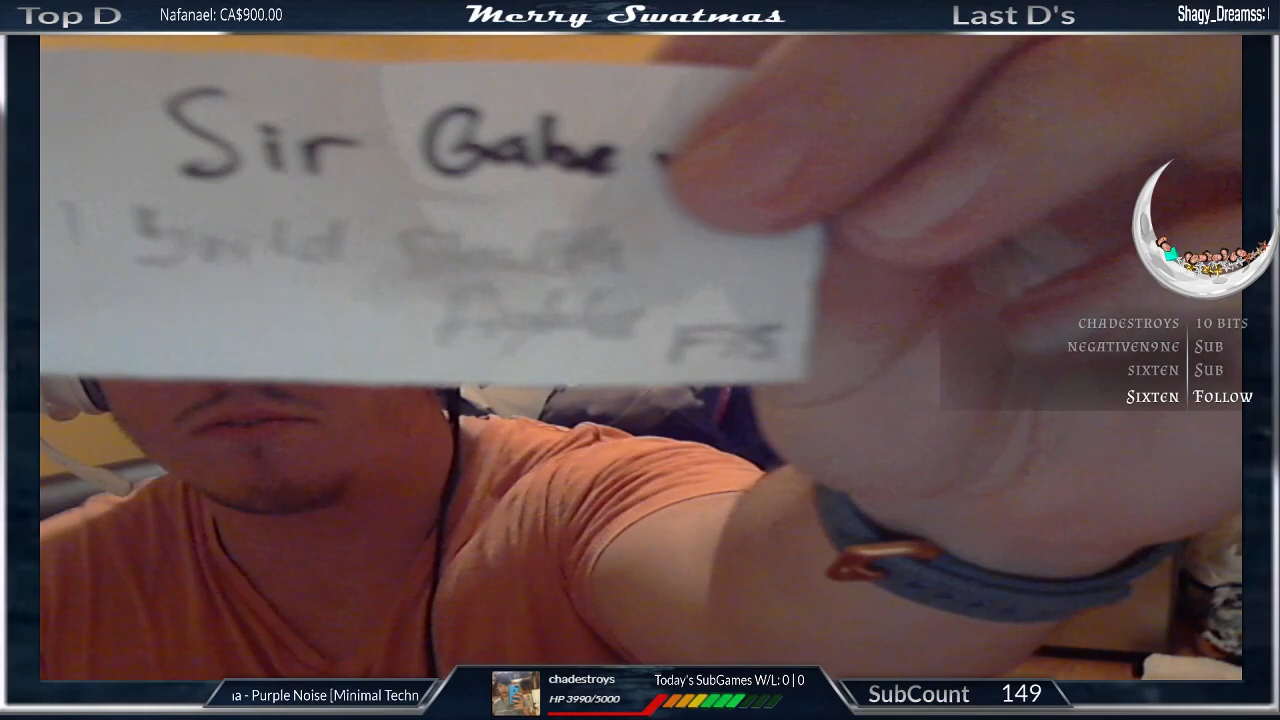 Top D
Nafanael: CA$900.00
Merry Swatmas
Last D's
Shagy_Dreamss:
Sir Gabe
CHADESTROYS 10 BITS
NEGATIVEN9NE SUB
SIXTEN SUB
SIXTEN FOLLOW
- Purple Noise [Minimal Techn
chadestroys
HP 3990/5000
Today's SubGames W/L: 0 | 0
SubCount 149